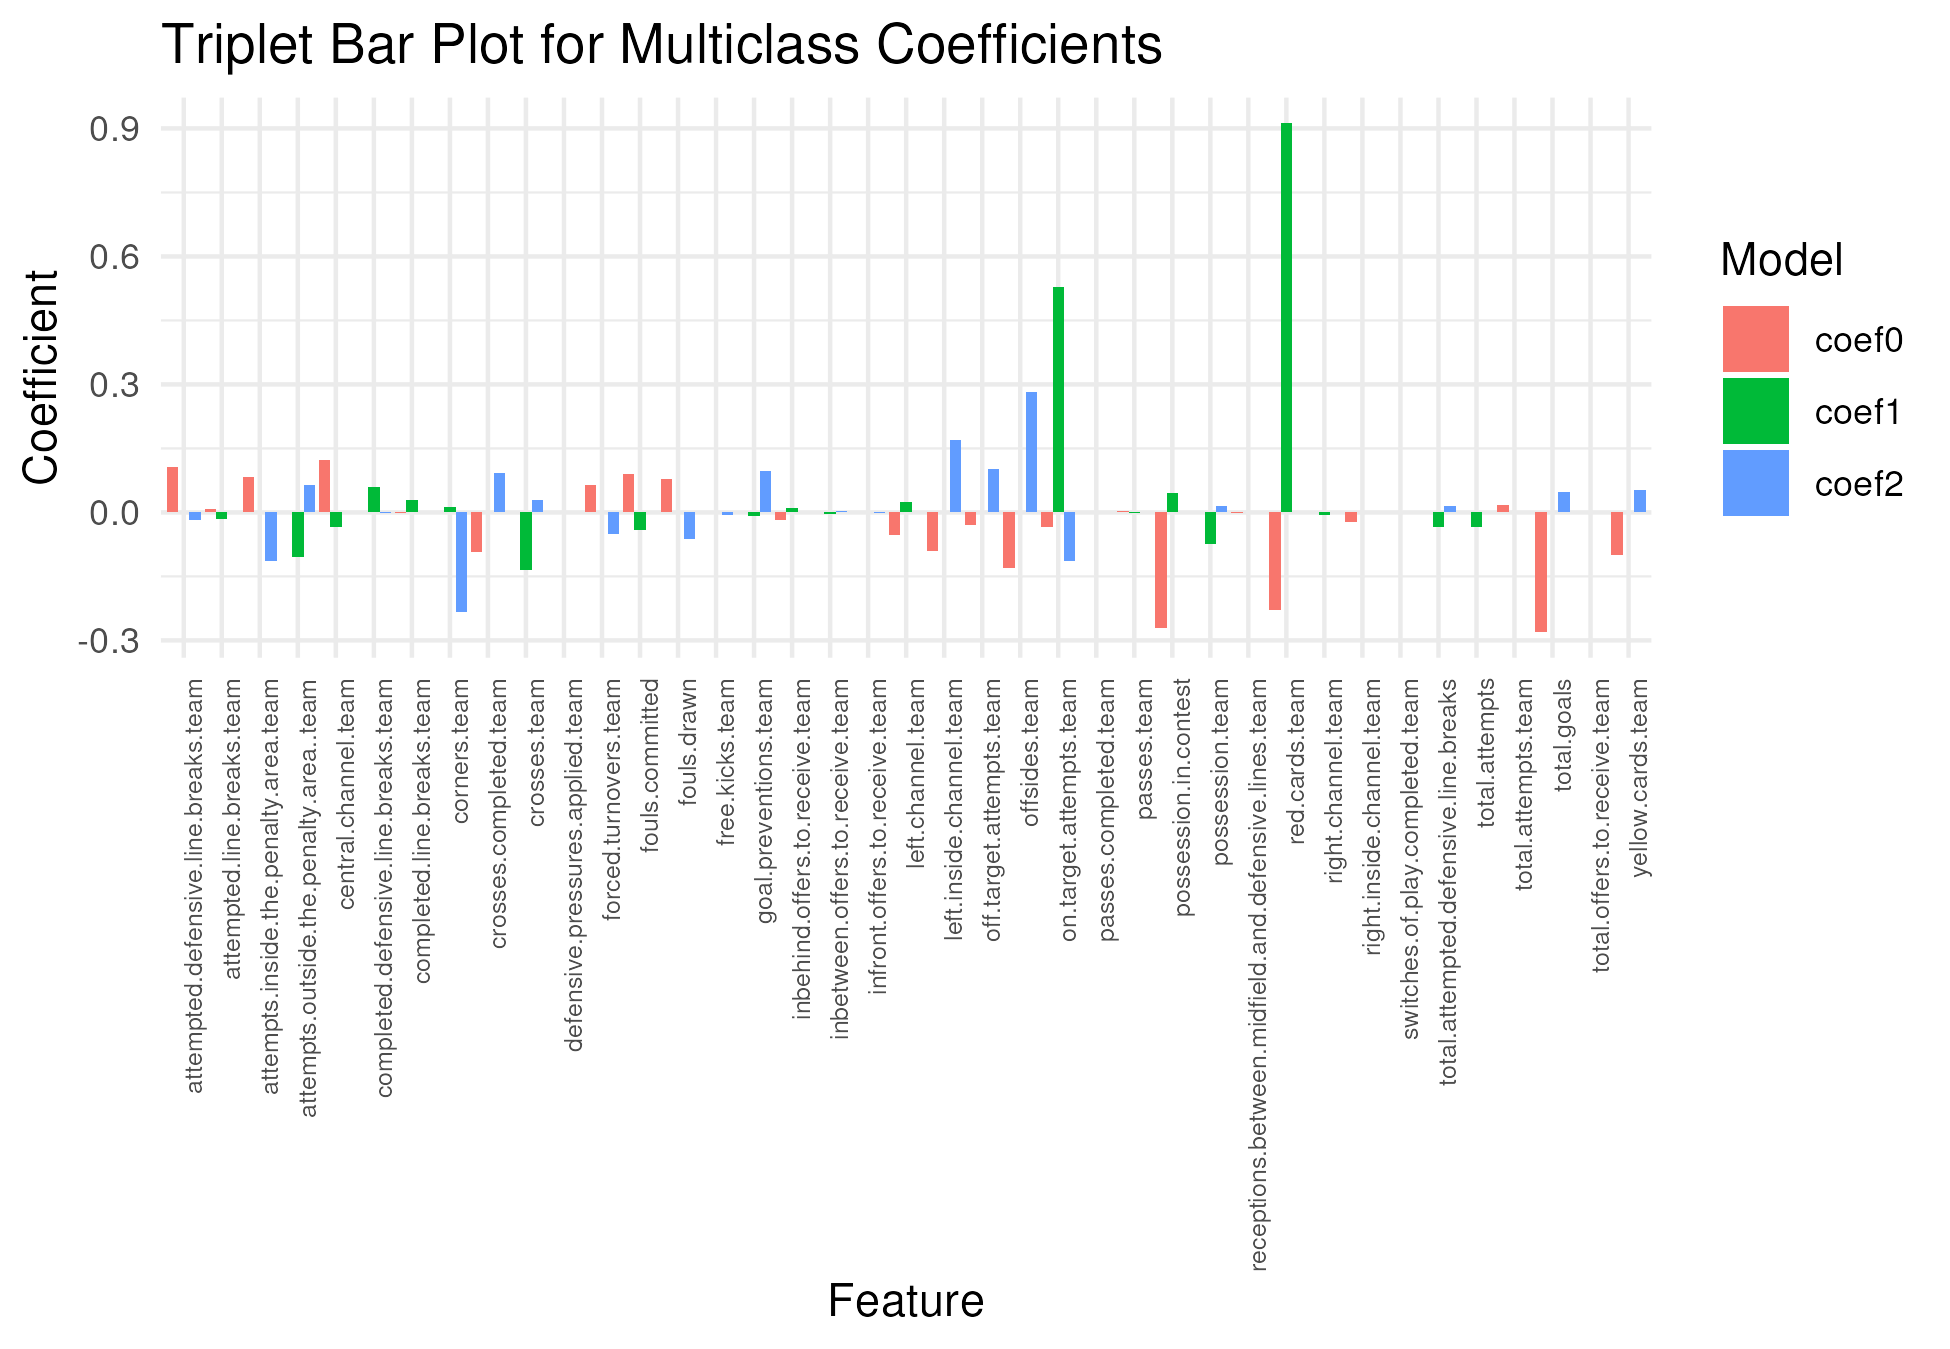 Triplet Bar Plot for Multiclass Coefficients
Coefficient
0.9
0.6
0.3
0.0
-0.3
attempted.defensive.line.breaks.team
attempted.line.breaks.team
attempts.inside.the.penalty.area.team
attempts.outside.the.penalty.area..team
central.channel.team
completed.defensive.line.breaks.team
completed.line.breaks.team
corners.team
crosses.completed.team
crosses.team
defensive.pressures.applied.team
forced.turnovers.team
fouls.committed
fouls.drawn
free.kicks.team
goal.preventions.team
inbehind.offers.to.receive.team
inbetween.offers.to.receive.team
infront.offers.to.receive.team
left.channel.team
left.inside.channel.team
off.target.attempts.team
offsides.team
on.target.attempts.team
passes.completed.team
passes.team
possession.in.contest
possession.team
receptions.between.midfield.and.defensive.lines.team
red.cards.team
right.channel.team
right.inside.channel.team
switches.of.play.completed.team
total.attempted.defensive.line.breaks
total.attempts
total.attempts.team
total.goals
total.offers.to.receive.team
yellow.cards.team
Feature
Model
coef0
coef1
coef2